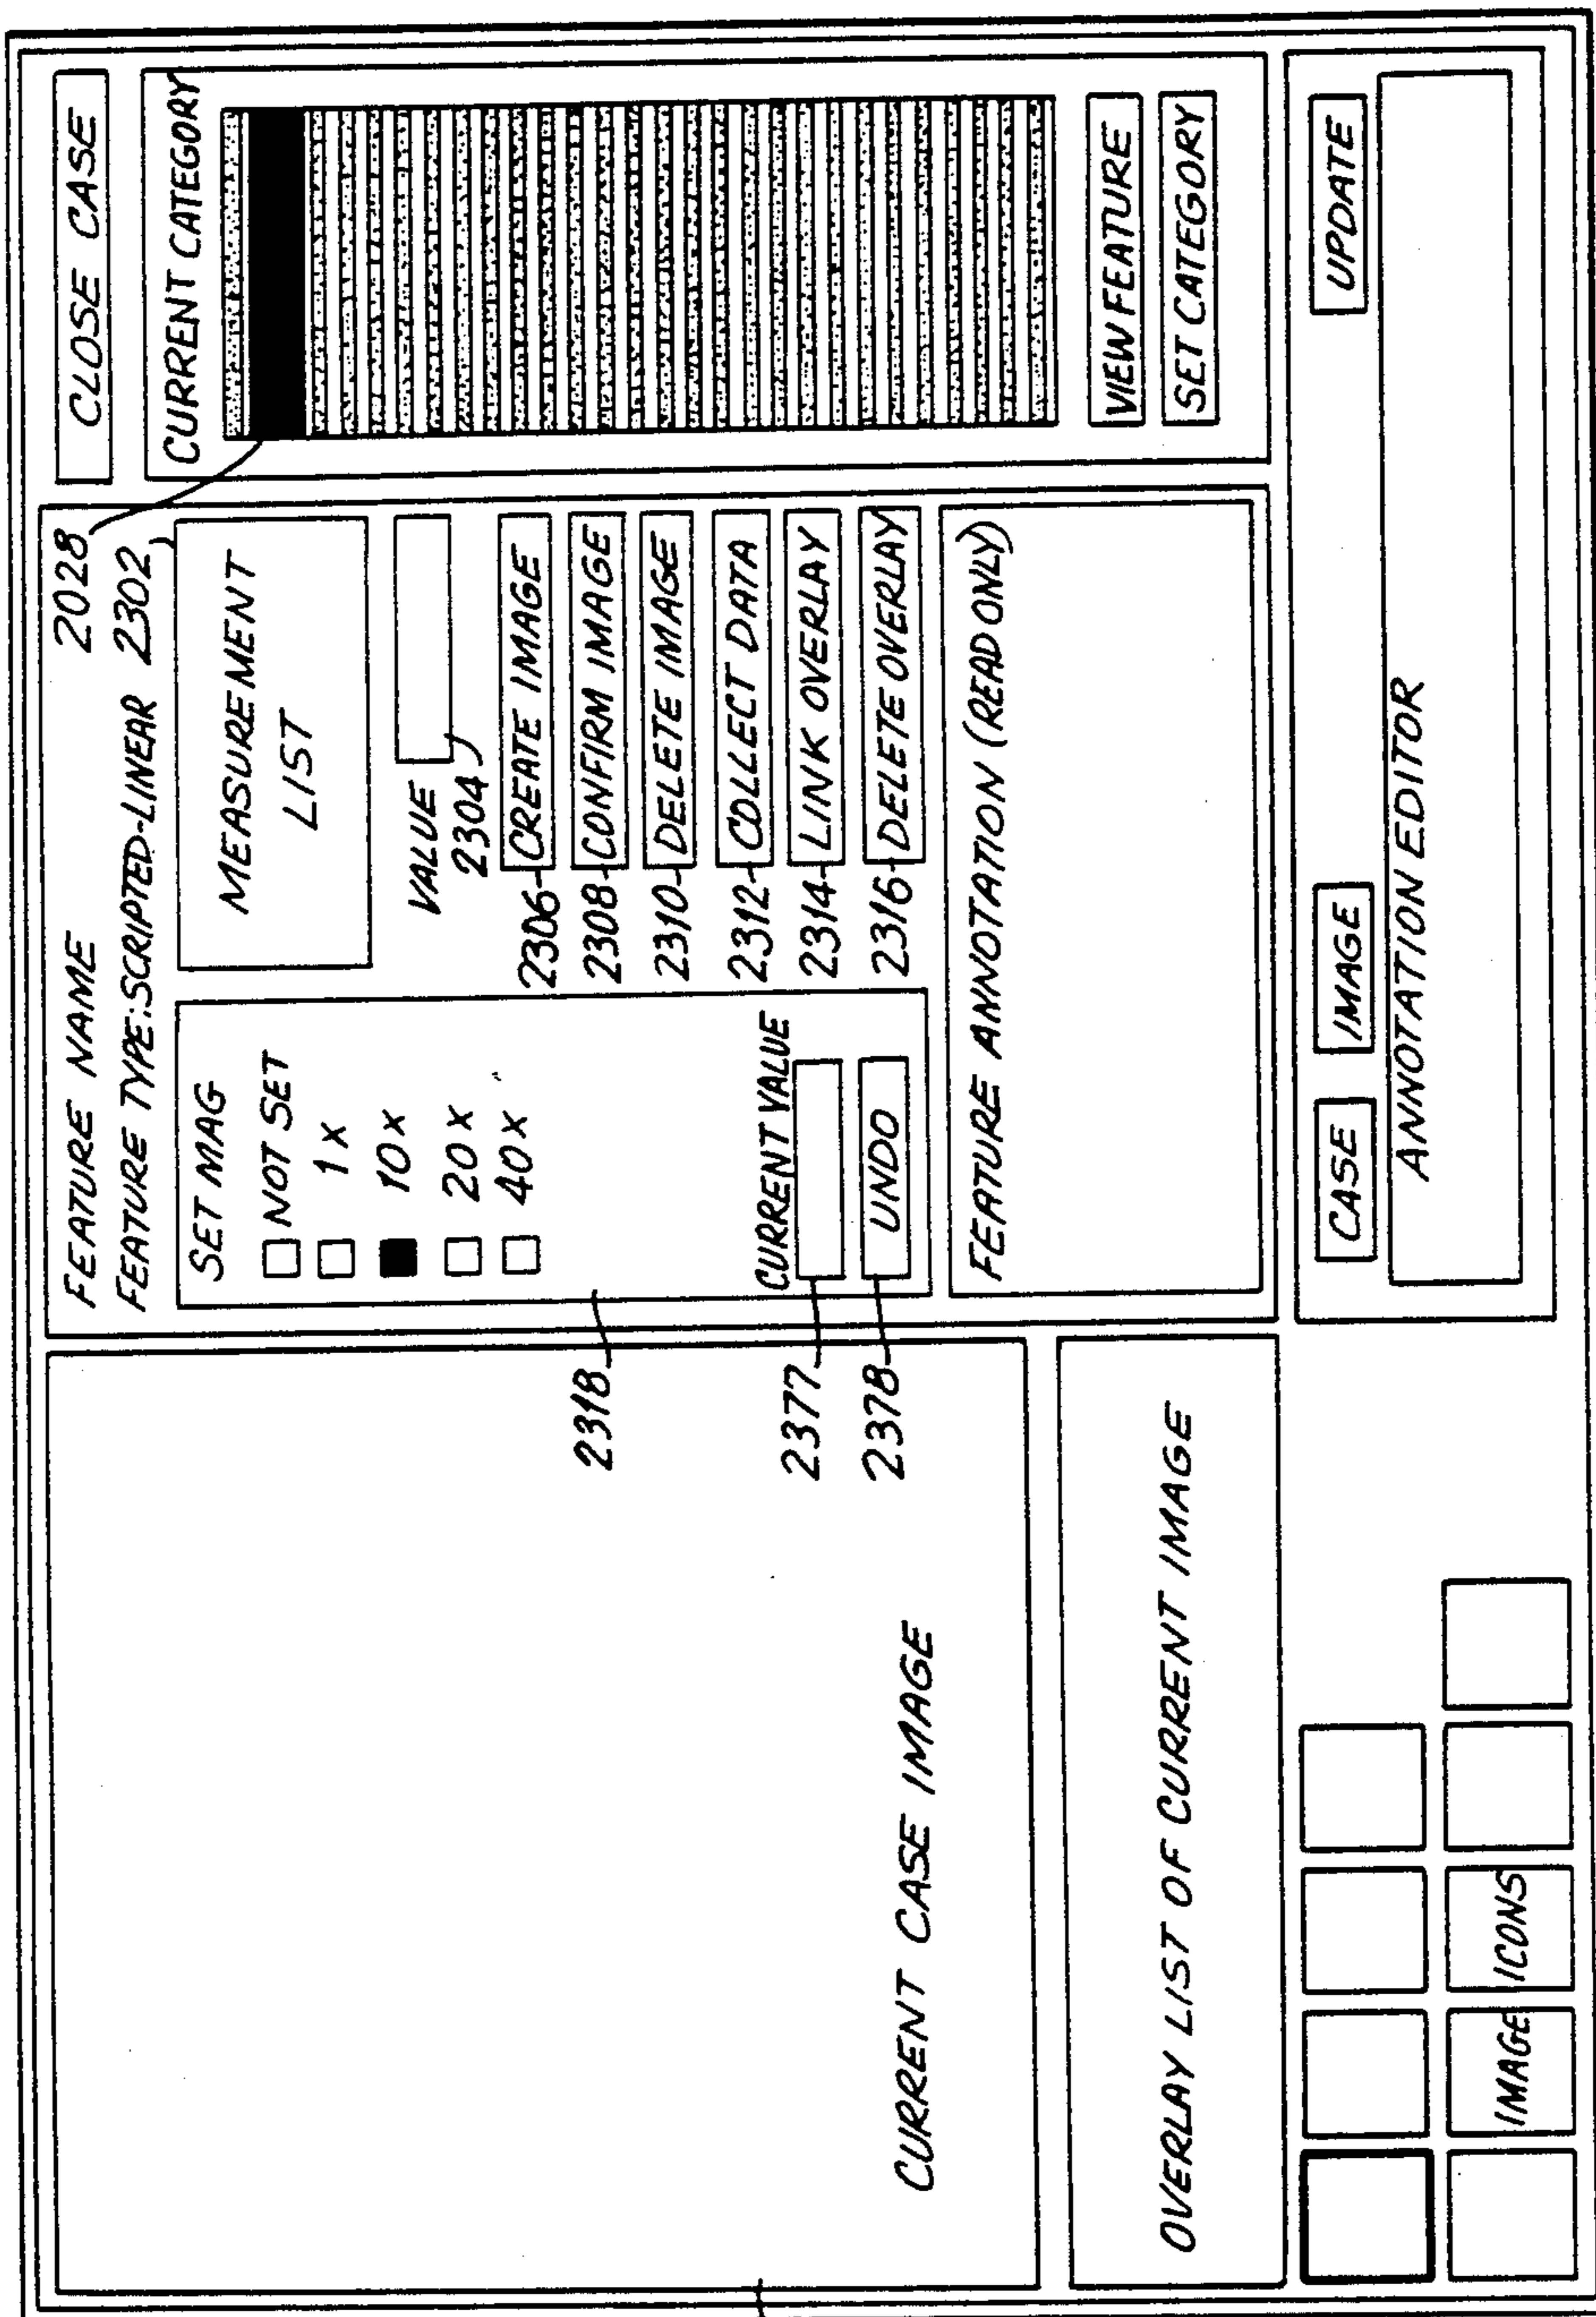 FEATURE NAME 2028
FEATURE TYPE:SCRIPTED-LINEAR 2302
CLOSE CASE
CURRENT CATEGORY
SET MAG
NOT SET
1X
10X
20X
40X
MEASUREMENT
LIST
VALUE
2304
2306 CREATE IMAGE
2308 CONFIRM IMAGE
2310 DELETE IMAGE
2312 COLLECT DATA
2314 LINK OVERLAY
2316 DELETE OVERLAY
2318
CURRENT VALUE
2377
2378 UNDO
FEATURE ANNOTATION (READ ONLY)
VIEW FEATURE
SET CATEGORY
CURRENT CASE IMAGE
OVERLAY LIST OF CURRENT IMAGE
IMAGE ICONS
CASE IMAGE UPDATE
ANNOTATION EDITOR